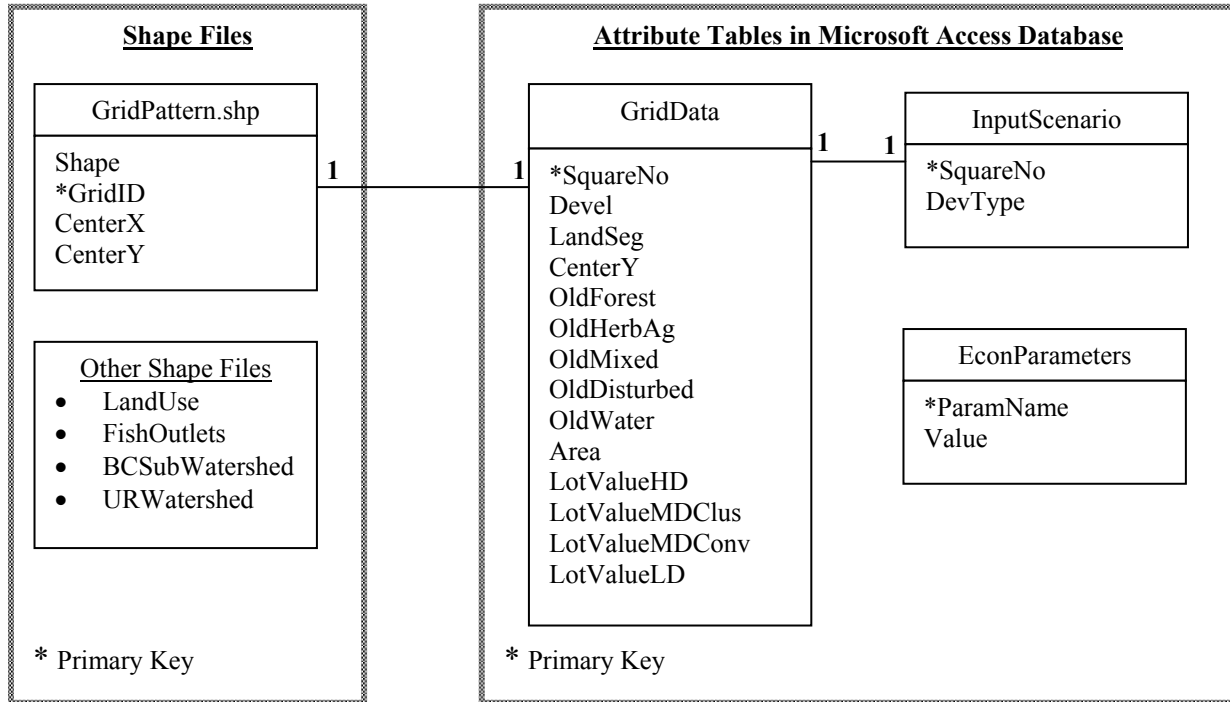 Shape Files
GridPattern.shp
Shape
*GridID
CenterX
CenterY
1
Other Shape Files
• LandUse
• FishOutlets
• BCSubWatershed
• URWatershed
* Primary Key
Attribute Tables in Microsoft Access Database
1
GridData
*SquareNo
Devel
LandSeg
CenterY
OldForest
OldHerbAg
OldMixed
OldDisturbed
OldWater
Area
LotValueHD
LotValueMDClus
LotValueMDConv
LotValueLD
1
1
InputScenario
*SquareNo
DevType
EconParameters
*ParamName
Value
* Primary Key